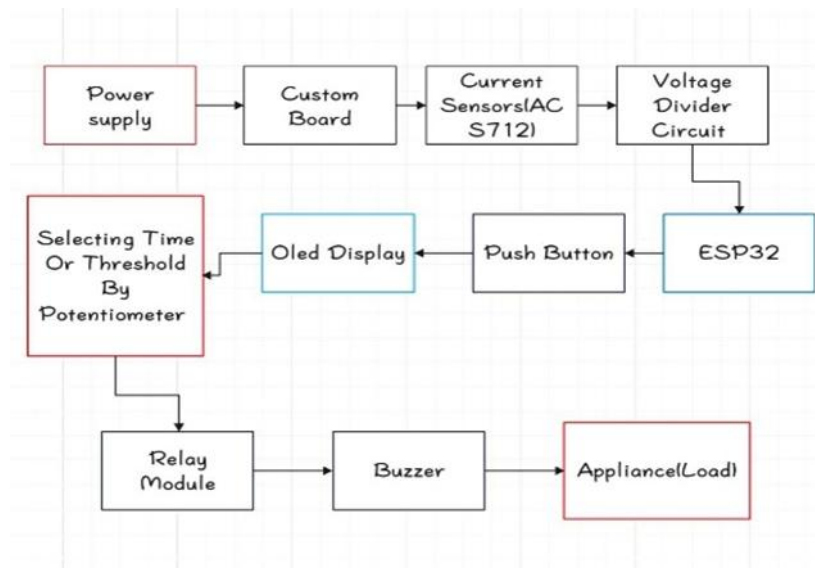 Power
supply
Custom
Board
Current
Sensors(AC
S712)
Voltage
Divider
Circuit
Selecting Time
Or Threshold
By
Potentiometer
Oled Display
Push Button
ESP32
Relay
Module
Buzzer
Appliance(Load)